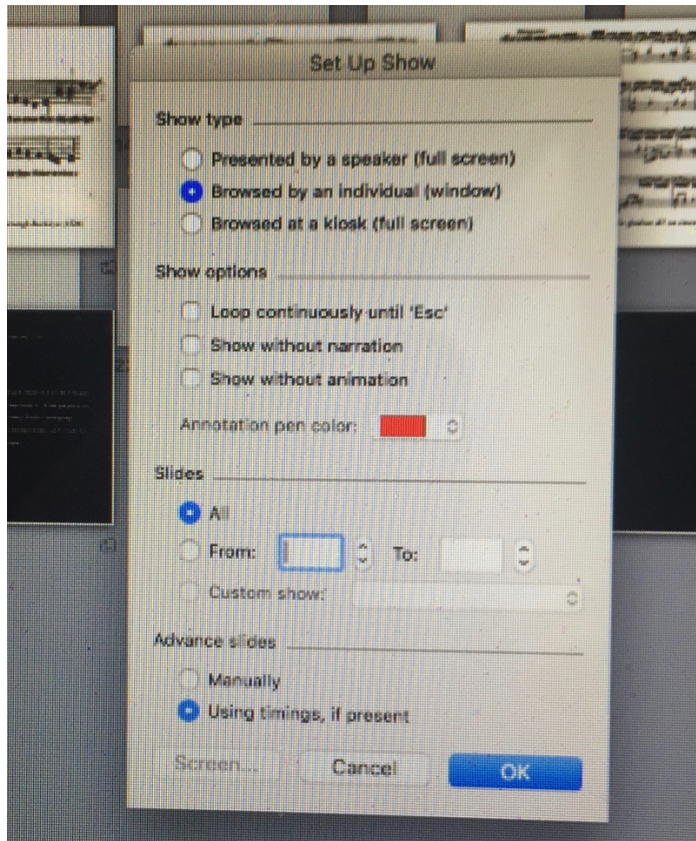 Set Up Show
Show type
Presented by a speaker (full screen)
Browsed by an individual (window)
Browsed at a kiosk (full screen)
Show options
Loop continuously until 'Esc'
Show without narration
Show without animation
Annotation pen color:
Slides
All
From: To:
Custom show:
Advance slides
Manually
Using timings, if present
Screen... Cancel OK